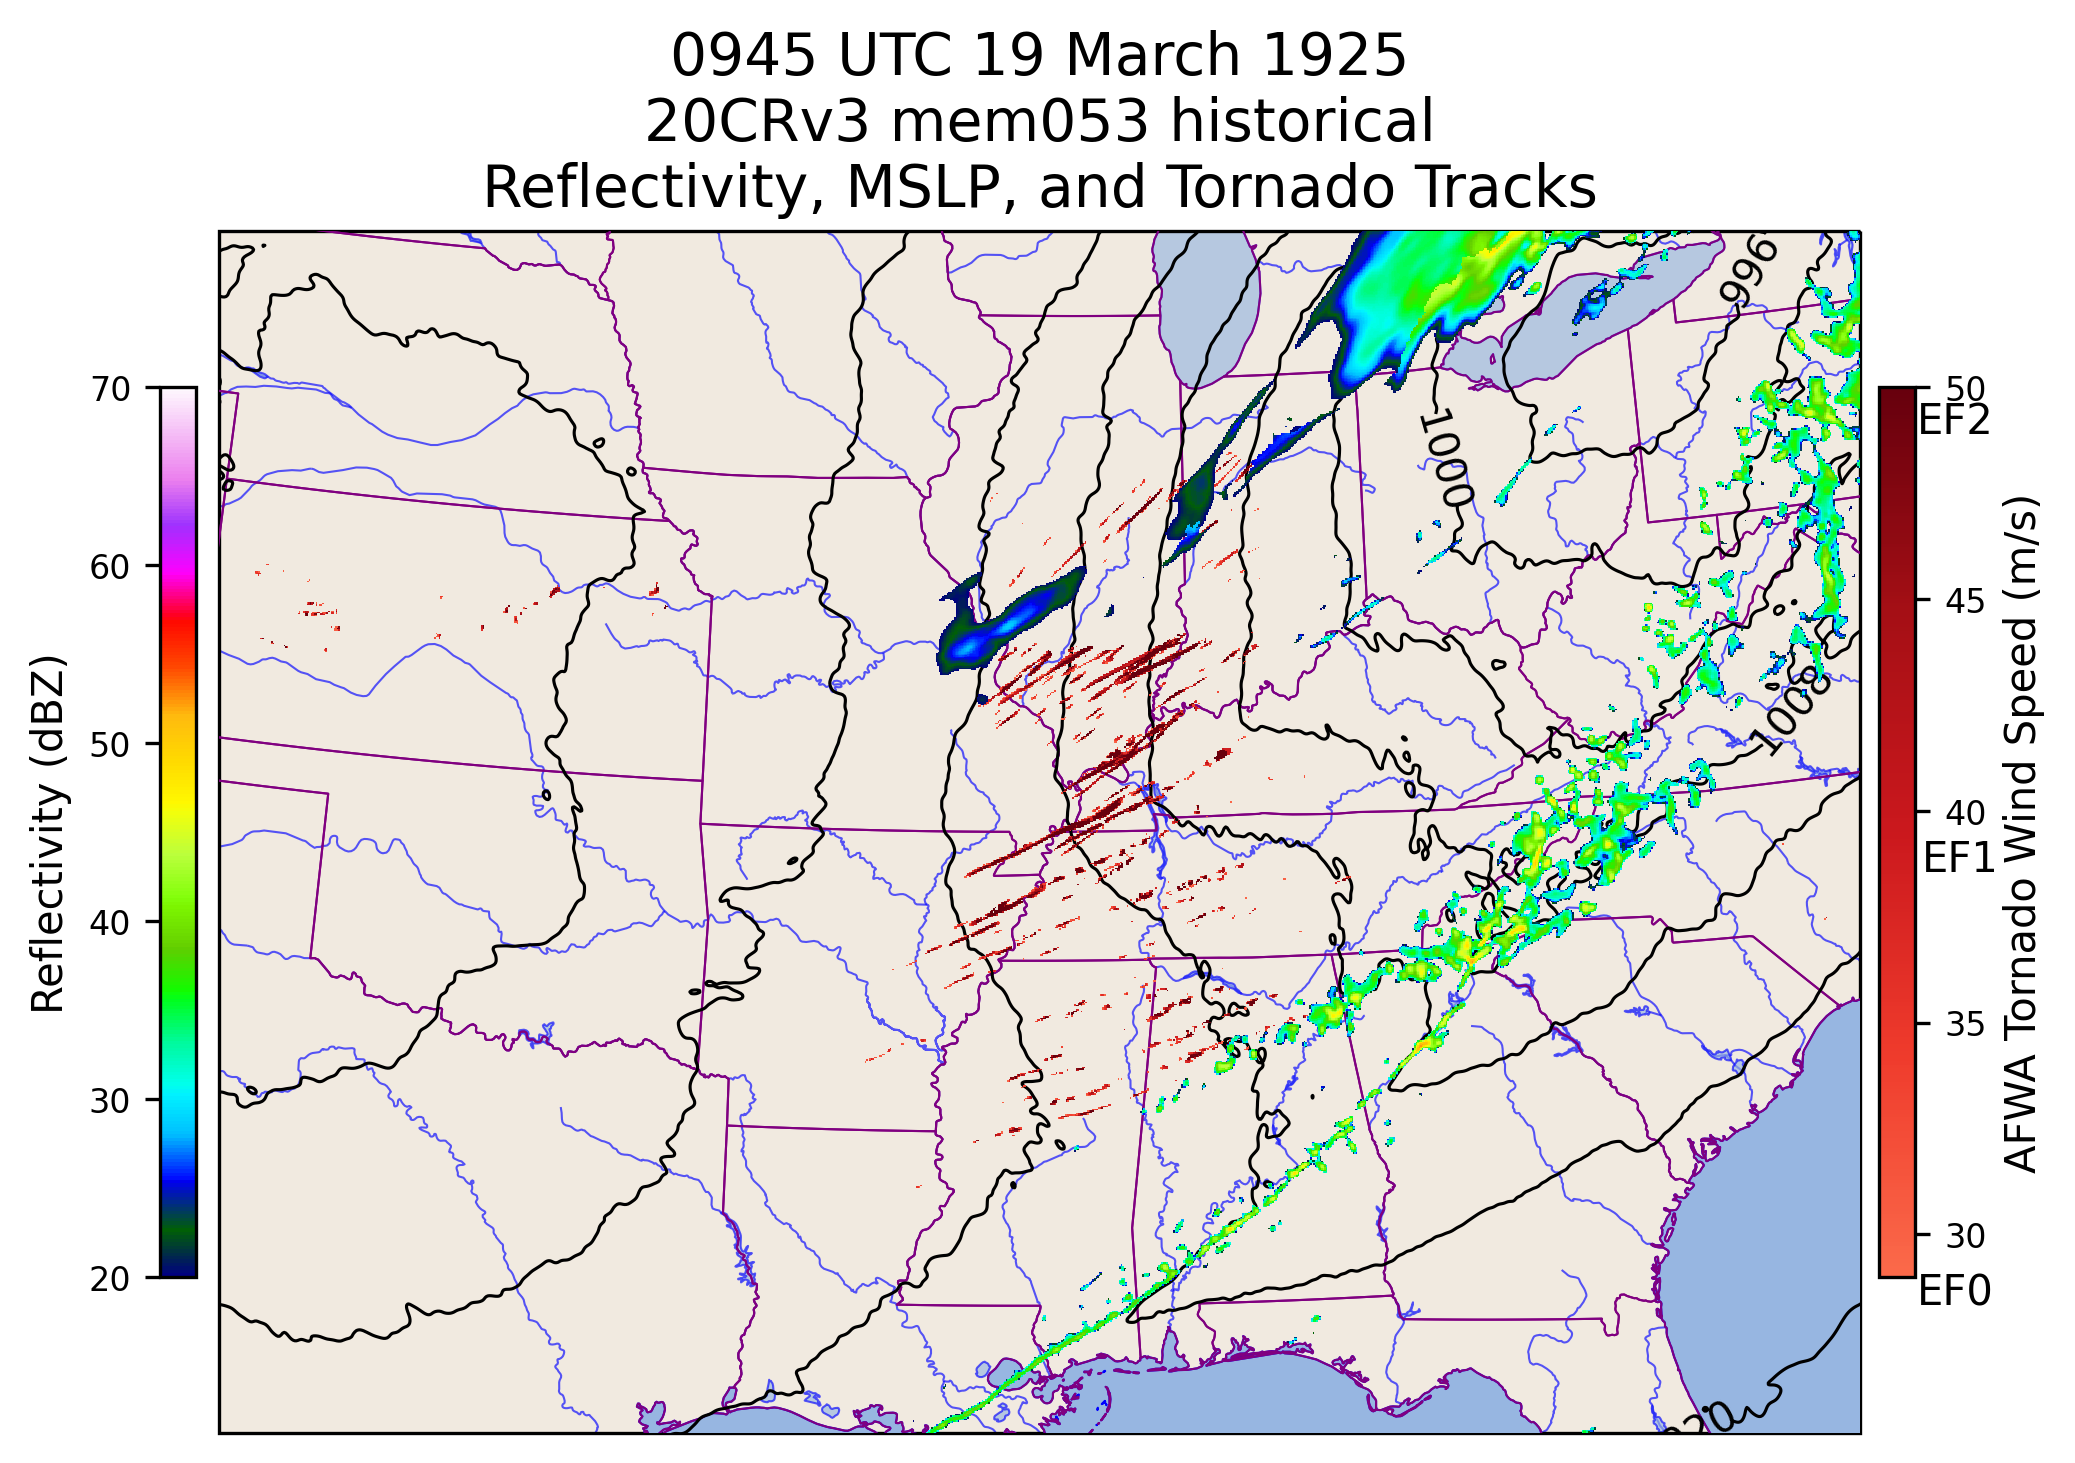 0945 UTC 19 March 1925
20CRv3 mem053 historical
Reflectivity, MSLP, and Tornado Tracks
996
1000
1008
70
60
50
40
30
20
Reflectivity (dBZ)
50
EF2
45
40
EF1
35
30
EF0
AFWA Tornado Wind Speed (m/s)